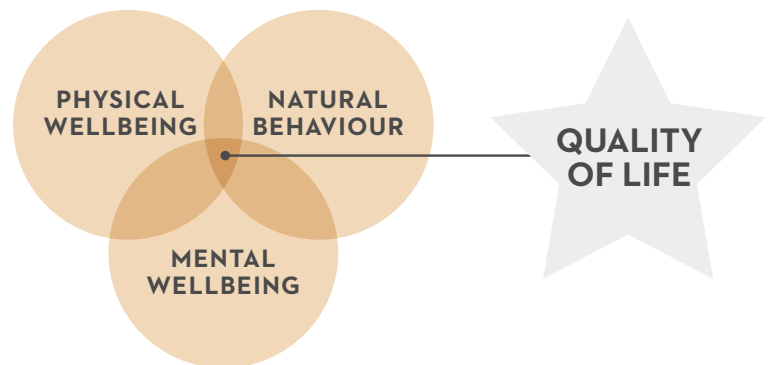 PHYSICAL
WELLBEING
NATURAL
BEHAVIOUR
MENTAL
WELLBEING
QUALITY
OF LIFE